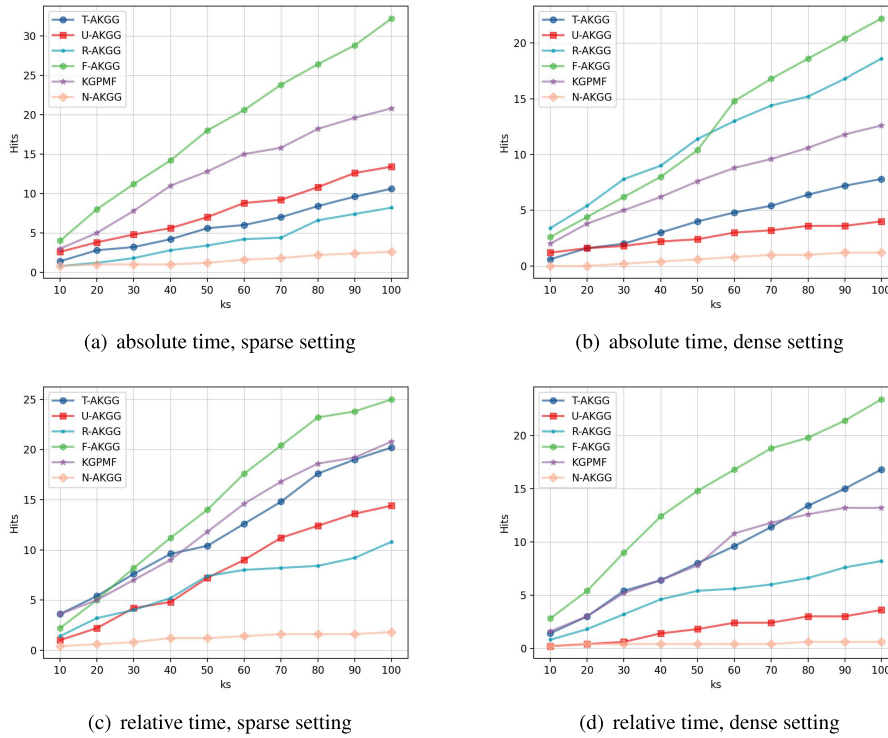 T-AKGG
U-AKGG
R-AKGG
F-AKGG
KGPMF
N-AKGG
30
25
20
15
10
5
0
Hits
10 20 30 40 50 60 70 80 90 100
ks
(a) absolute time, sparse setting
T-AKGG
U-AKGG
R-AKGG
F-AKGG
KGPMF
N-AKGG
20
15
10
5
0
Hits
10 20 30 40 50 60 70 80 90 100
ks
(b) absolute time, dense setting
T-AKGG
U-AKGG
R-AKGG
F-AKGG
KGPMF
N-AKGG
25
20
15
10
5
0
Hits
10 20 30 40 50 60 70 80 90 100
ks
(c) relative time, sparse setting
T-AKGG
U-AKGG
R-AKGG
F-AKGG
KGPMF
N-AKGG
20
15
10
5
0
Hits
10 20 30 40 50 60 70 80 90 100
ks
(d) relative time, dense setting